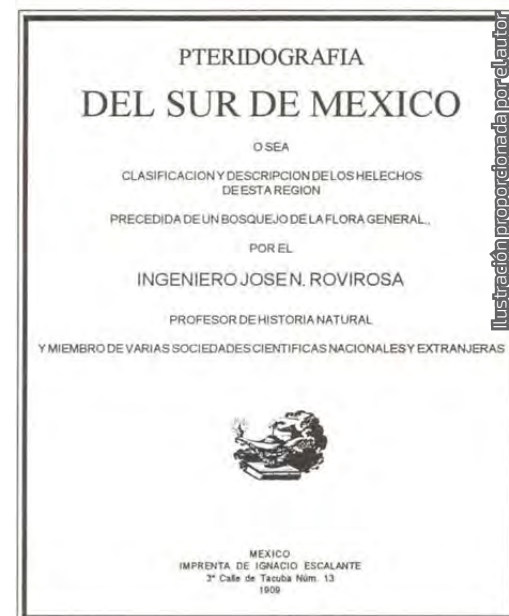 PTERIDOGRAFIA
DEL SUR DE MEXICO
O SEA
CLASIFICACION Y DESCRIPCION DE LOS HELECHOS
DE ESTA REGION
PRECEDIDA DE UN BOSQUEJO DE LA FLORA GENERAL.,
POR EL
INGENIERO JOSE N. ROVIROSA
PROFESOR DE HISTORIA NATURAL
Y MIEMBRO DE VARIAS SOCIEDADES CIENTIFICAS NACIONALES Y EXTRANJERAS
MEXICO
IMPRENTA DE IGNACIO ESCALANTE
3ª Calle de Tacuba Núm. 13
1909
Ilustración proporcionada por el autor